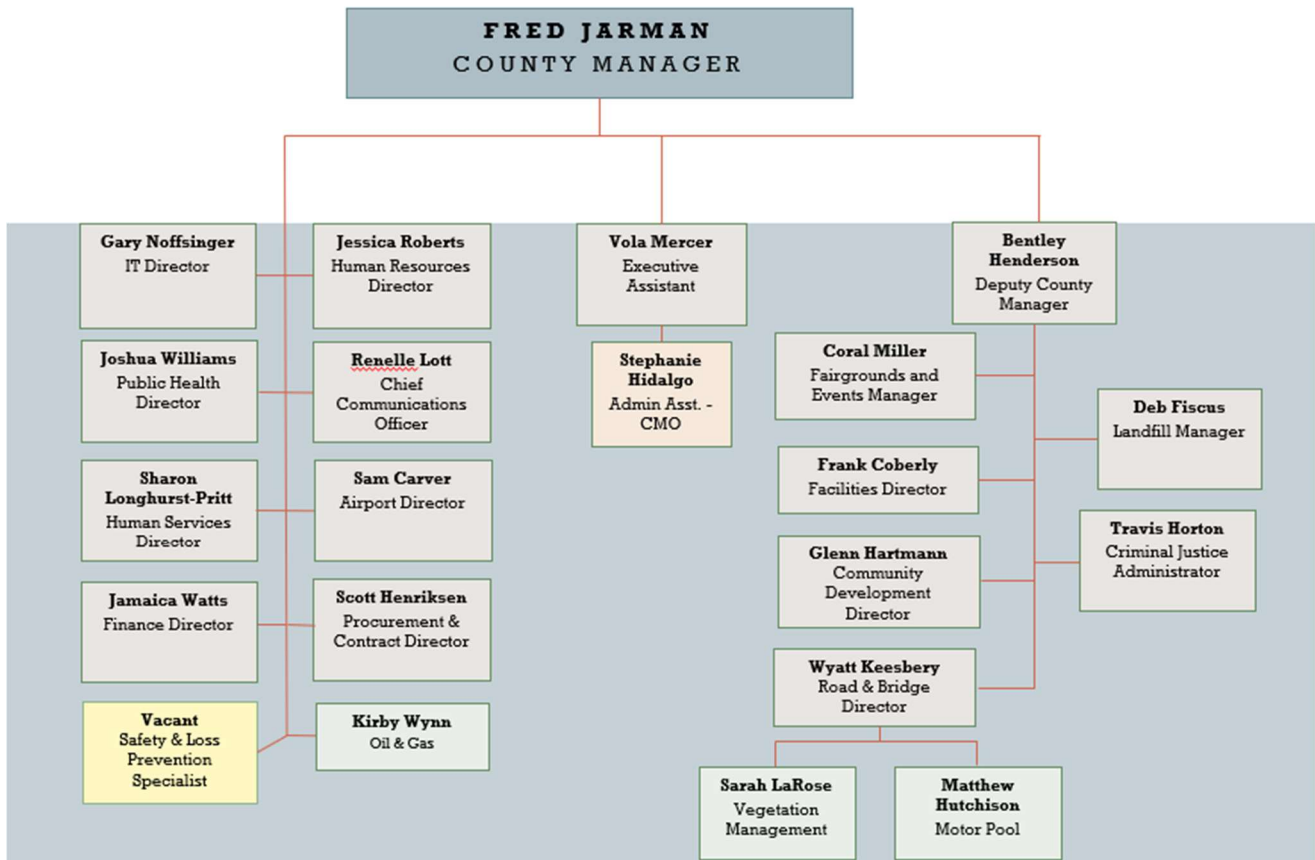 FRED JARMAN
COUNTY MANAGER
Gary Noffsinger
IT Director
Jessica Roberts
Human Resources
Director
Vola Mercer
Executive
Assistant
Bentley
Henderson
Deputy County
Manager
Joshua Williams
Public Health
Director
Renelle Lott
Chief
Communications
Officer
Stephanie
Hidalgo
Admin Asst. -
CMO
Coral Miller
Fairgrounds and
Events Manager
Deb Fiscus
Landfill Manager
Sharon
Longhurst-Pritt
Human Services
Director
Sam Carver
Airport Director
Frank Coberly
Facilities Director
Travis Horton
Criminal Justice
Administrator
Glenn Hartmann
Community
Development
Director
Jamaica Watts
Finance Director
Scott Henriksen
Procurement &
Contract Director
Wyatt Keesbery
Road & Bridge
Director
Vacant
Safety & Loss
Prevention
Specialist
Kirby Wynn
Oil & Gas
Sarah LaRose
Vegetation
Management
Matthew
Hutchison
Motor Pool